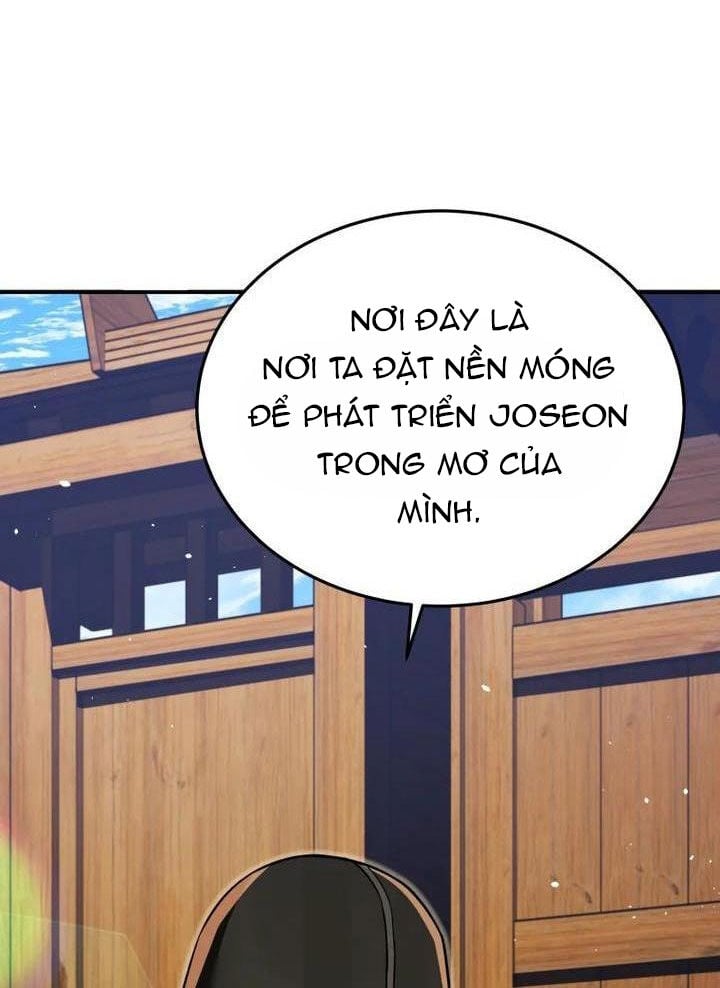 NƠI ĐÂY LÀ
NƠI TA ĐẶT NỀN MÓNG
ĐỂ PHÁT TRIỂN JOSEON
TRONG MƠ CỦA
MÌNH.